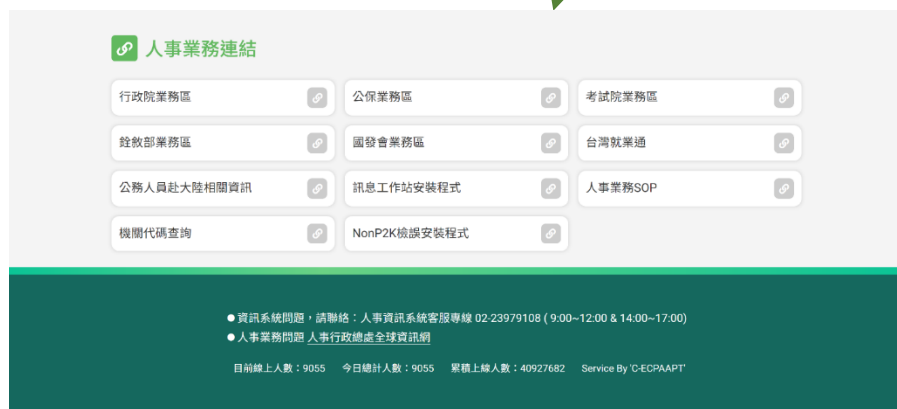 人事業務連結
行政院業務區 公保業務區 考試院業務區
銓敘部業務區 國發會業務區 台灣就業通
公務人員赴大陸相關資訊 訊息工作站安裝程式 人事業務SOP
機關代碼查詢 NonP2K檢誤安裝程式
●資訊系統問題，請聯絡：人事資訊系統客服專線 02-23979108 ( 9:00~12:00 & 14:00~17:00)
●人事業務問題 人事行政總處全球資訊網
目前線上人數：9055 今日總計人數：9055 累積上線人數：40927682 Service By 'C-ECPAAPT'